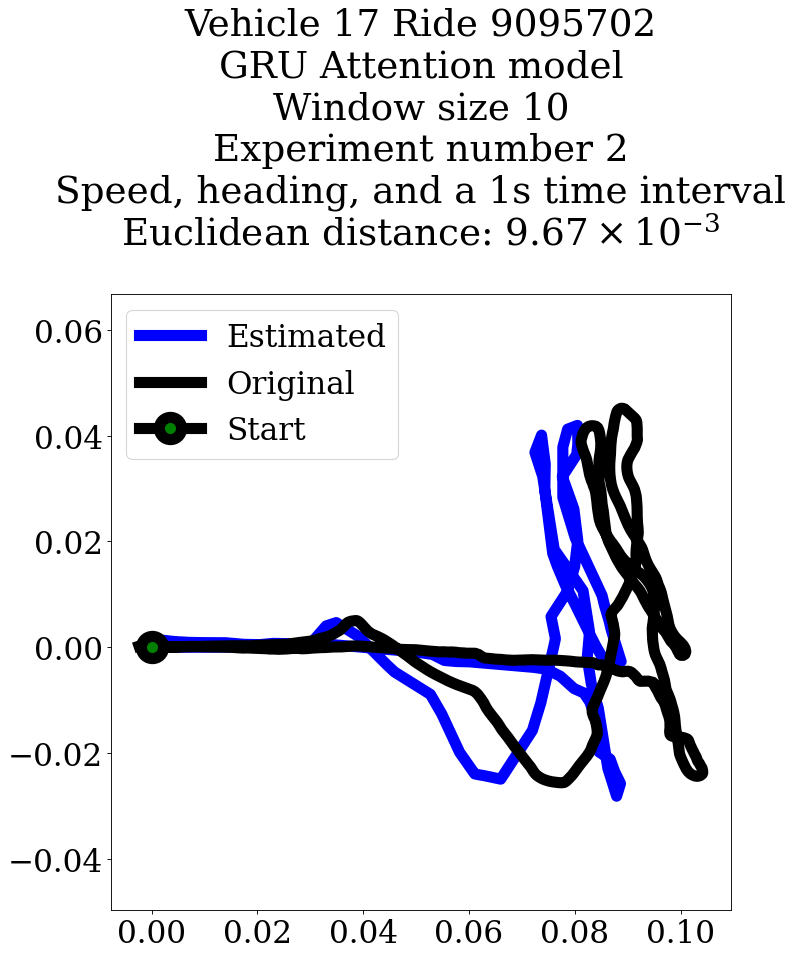 Vehicle 17 Ride 9095702
GRU Attention model
Window size 10
Experiment number 2
Speed, heading, and a 1s time interval
Euclidean distance: 9.67 × 10⁻³
Estimated
Original
Start
0.06
0.04
0.02
0.00
−0.02
−0.04
0.00 0.02 0.04 0.06 0.08 0.10